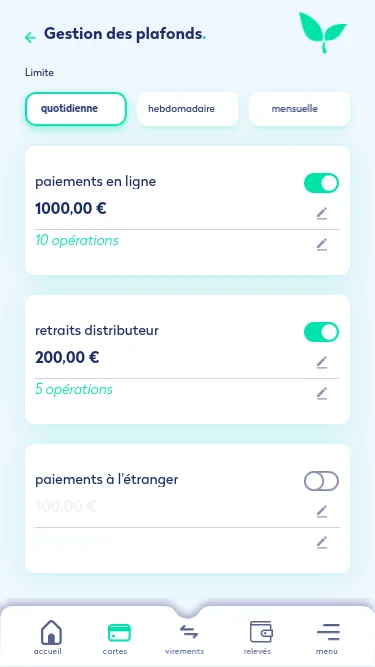 Gestion des plafonds.
Limite
quotidienne
hebdomadaire
mensuelle
paiements en ligne
1000,00 €
10 opérations
retraits distributeur
200,00 €
5 opérations
paiements à l'étranger
100,00 €
accueil
cartes
virements
relevés
menu